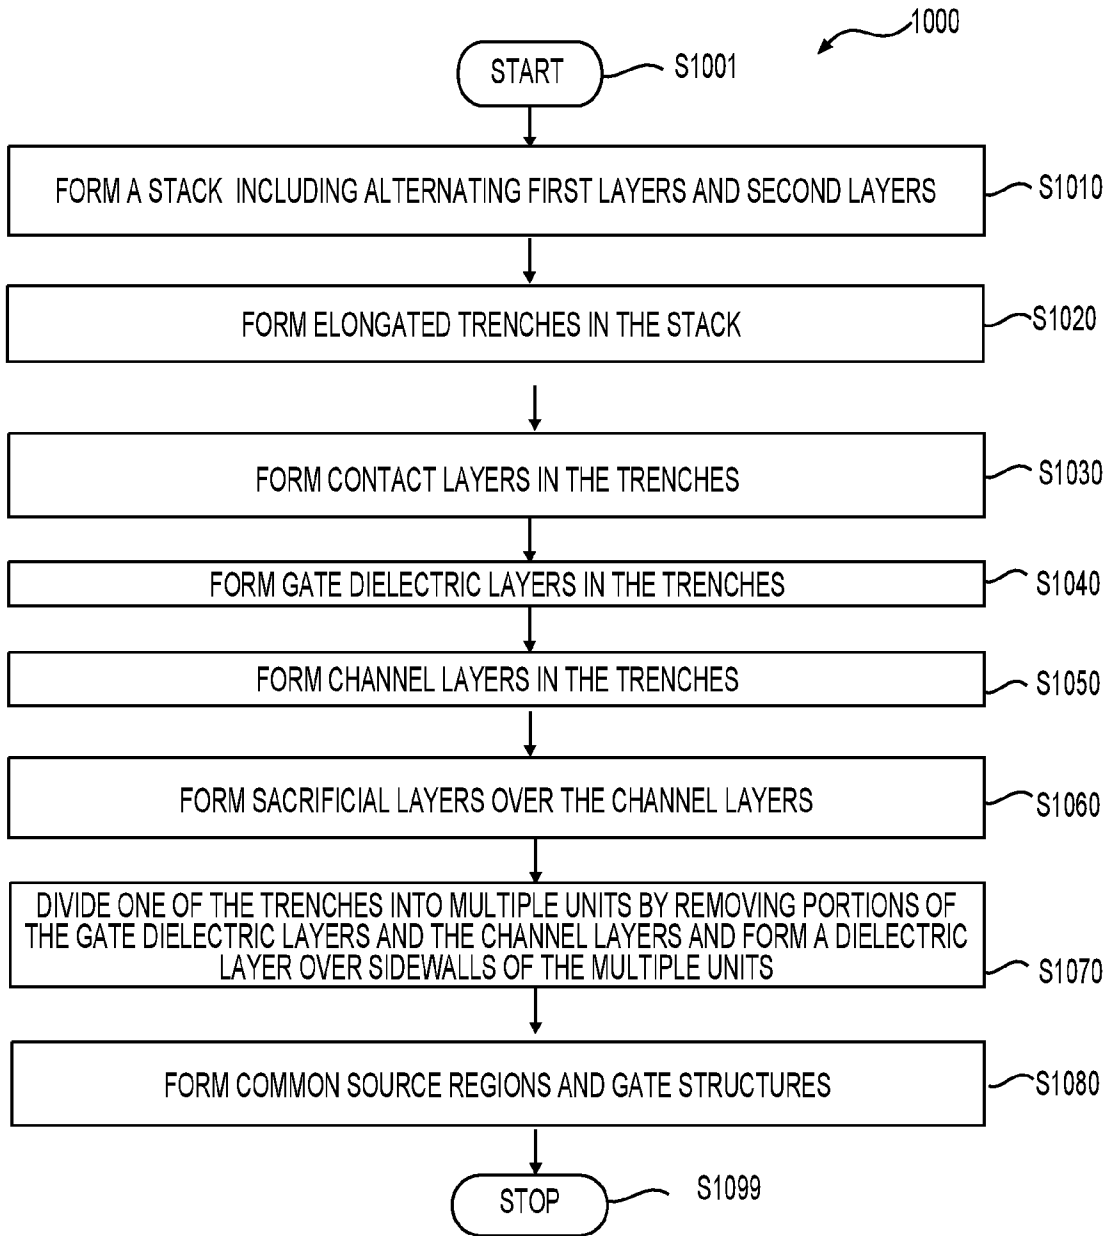 1000
START
S1001
FORM A STACK INCLUDING ALTERNATING FIRST LAYERS AND SECOND LAYERS
S1010
FORM ELONGATED TRENCHES IN THE STACK
S1020
FORM CONTACT LAYERS IN THE TRENCHES
S1030
FORM GATE DIELECTRIC LAYERS IN THE TRENCHES
S1040
FORM CHANNEL LAYERS IN THE TRENCHES
S1050
FORM SACRIFICIAL LAYERS OVER THE CHANNEL LAYERS
S1060
DIVIDE ONE OF THE TRENCHES INTO MULTIPLE UNITS BY REMOVING PORTIONS OF
THE GATE DIELECTRIC LAYERS AND THE CHANNEL LAYERS AND FORM A DIELECTRIC
LAYER OVER SIDEWALLS OF THE MULTIPLE UNITS
S1070
FORM COMMON SOURCE REGIONS AND GATE STRUCTURES
S1080
STOP
S1099